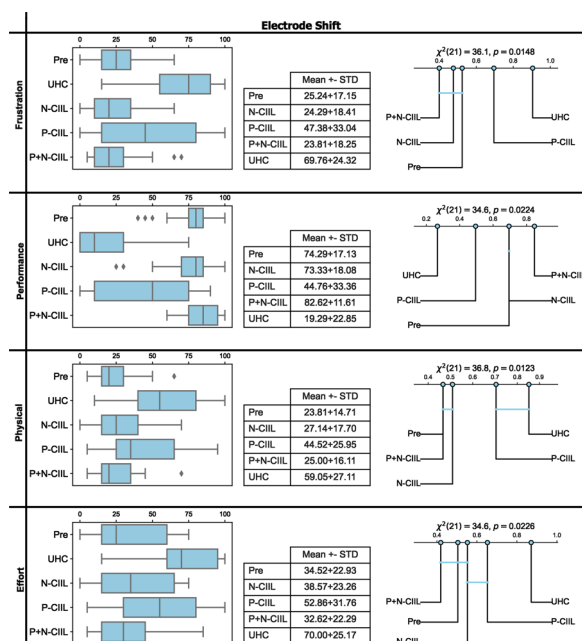 Electrode Shift
Frustration
0 25 50 75 100
Pre
UHC
N-CIIL
P-CIIL
P+N-CIIL
Mean +- STD
Pre 25.24+17.15
N-CIIL 24.29+18.41
P-CIIL 47.38+33.04
P+N-CIIL 23.81+18.25
UHC 69.76+24.32
χ²(21) = 36.1, p = 0.0148
0.4 0.6 0.8 1.0
P+N-CIIL
N-CIIL
Pre
UHC
P-CIIL
Performance
0 25 50 75 100
Pre
UHC
N-CIIL
P-CIIL
P+N-CIIL
Mean +- STD
Pre 74.29+17.13
N-CIIL 73.33+18.08
P-CIIL 44.76+33.36
P+N-CIIL 82.62+11.61
UHC 19.29+22.85
χ²(21) = 34.6, p = 0.0224
0.2 0.4 0.6 0.8
UHC
P-CIIL
Pre
P+N-CIIL
N-CIIL
Physical
0 25 50 75 100
Pre
UHC
N-CIIL
P-CIIL
P+N-CIIL
Mean +- STD
Pre 23.81+14.71
N-CIIL 27.14+17.70
P-CIIL 44.52+25.95
P+N-CIIL 25.00+16.11
UHC 59.05+27.11
χ²(21) = 36.8, p = 0.0123
0.4 0.5 0.6 0.7 0.8 0.9
Pre
P+N-CIIL
N-CIIL
UHC
P-CIIL
Effort
0 25 50 75 100
Pre
UHC
N-CIIL
P-CIIL
P+N-CIIL
Mean +- STD
Pre 34.52+22.93
N-CIIL 38.57+23.26
P-CIIL 52.86+31.76
P+N-CIIL 32.62+22.29
UHC 70.00+25.17
χ²(21) = 34.6, p = 0.0226
0.4 0.6 0.8 1.0
P+N-CIIL
Pre
N-CIIL
UHC
P-CIIL